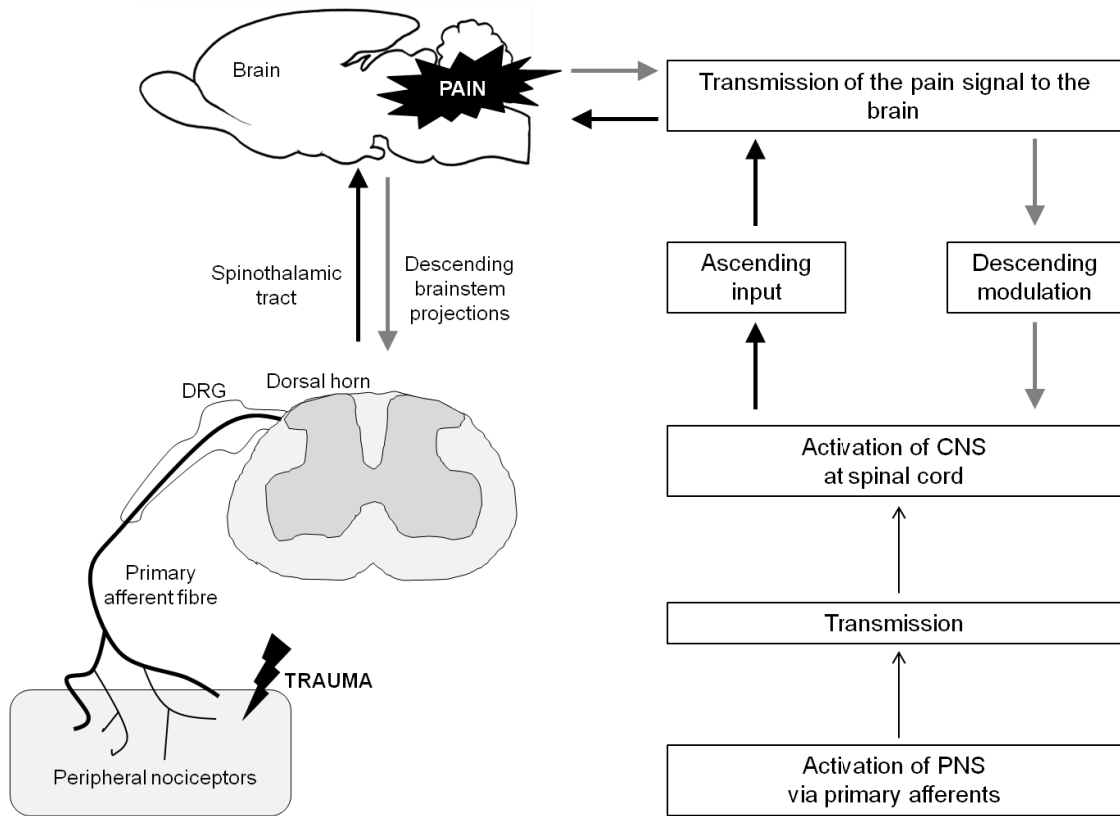 Brain
PAIN
Spinothalamic
tract
Descending
brainstem
projections
DRG
Dorsal horn
Primary
afferent fibre
TRAUMA
Peripheral nociceptors
Transmission of the pain signal to the
brain
Ascending
input
Descending
modulation
Activation of CNS
at spinal cord
Transmission
Activation of PNS
via primary afferents